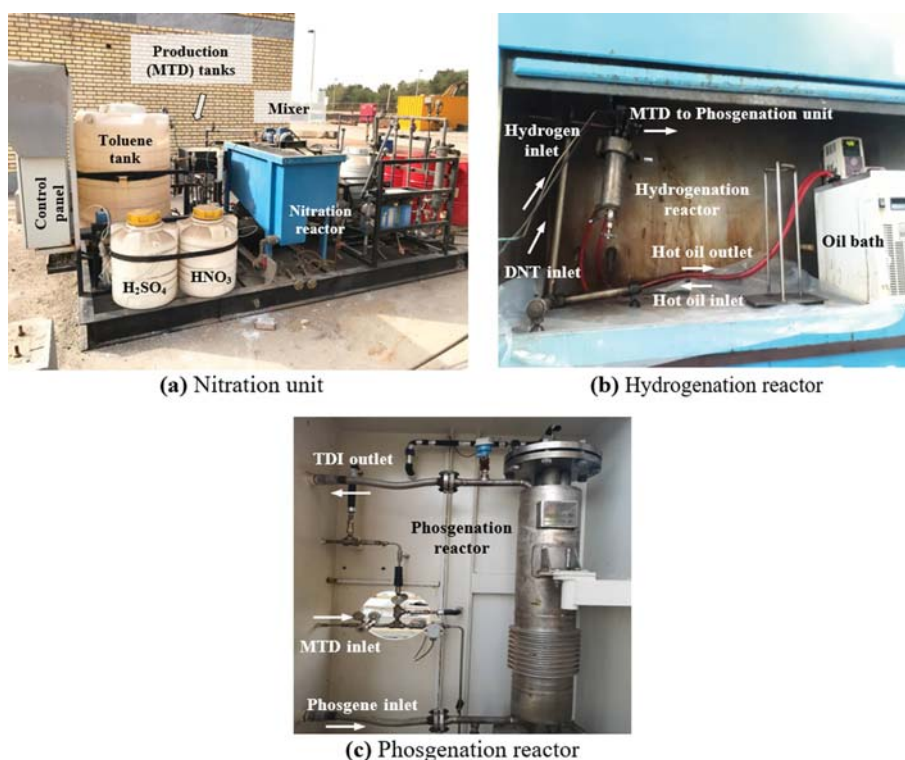 Production
(MTD) tanks
Mixer
Toluene
tank
Control
panel
Nitration
reactor
H₂SO₄
HNO₃
(a) Nitration unit
MTD to Phosgenation unit
Hydrogen
inlet
Hydrogenation
reactor
Oil bath
DNT inlet
Hot oil outlet
Hot oil inlet
(b) Hydrogenation reactor
TDI outlet
Phosgenation
reactor
MTD inlet
Phosgene inlet
(c) Phosgenation reactor